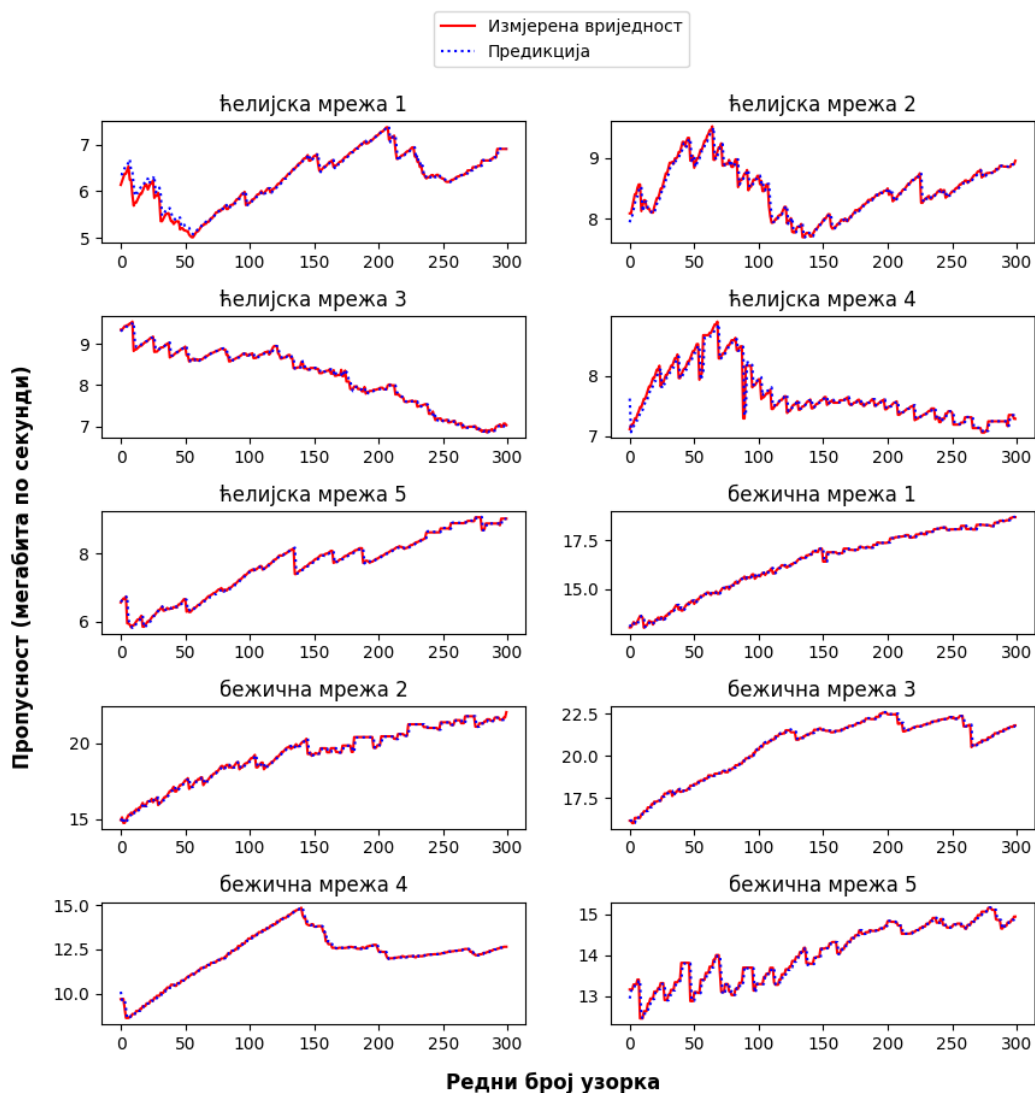 Измјерена вриједност
Предикција
ћелијска мрежа 1
7
6
5
0 50 100 150 200 250 300
ћелијска мрежа 2
9
8
0 50 100 150 200 250 300
ћелијска мрежа 3
9
8
7
0 50 100 150 200 250 300
ћелијска мрежа 4
8
7
0 50 100 150 200 250 300
ћелијска мрежа 5
8
6
0 50 100 150 200 250 300
бежична мрежа 1
17.5
15.0
0 50 100 150 200 250 300
бежична мрежа 2
20
15
0 50 100 150 200 250 300
бежична мрежа 3
22.5
20.0
17.5
0 50 100 150 200 250 300
бежична мрежа 4
15.0
12.5
10.0
0 50 100 150 200 250 300
бежична мрежа 5
15
14
13
0 50 100 150 200 250 300
Пропусност (мегабита по секунди)
Редни број узорка